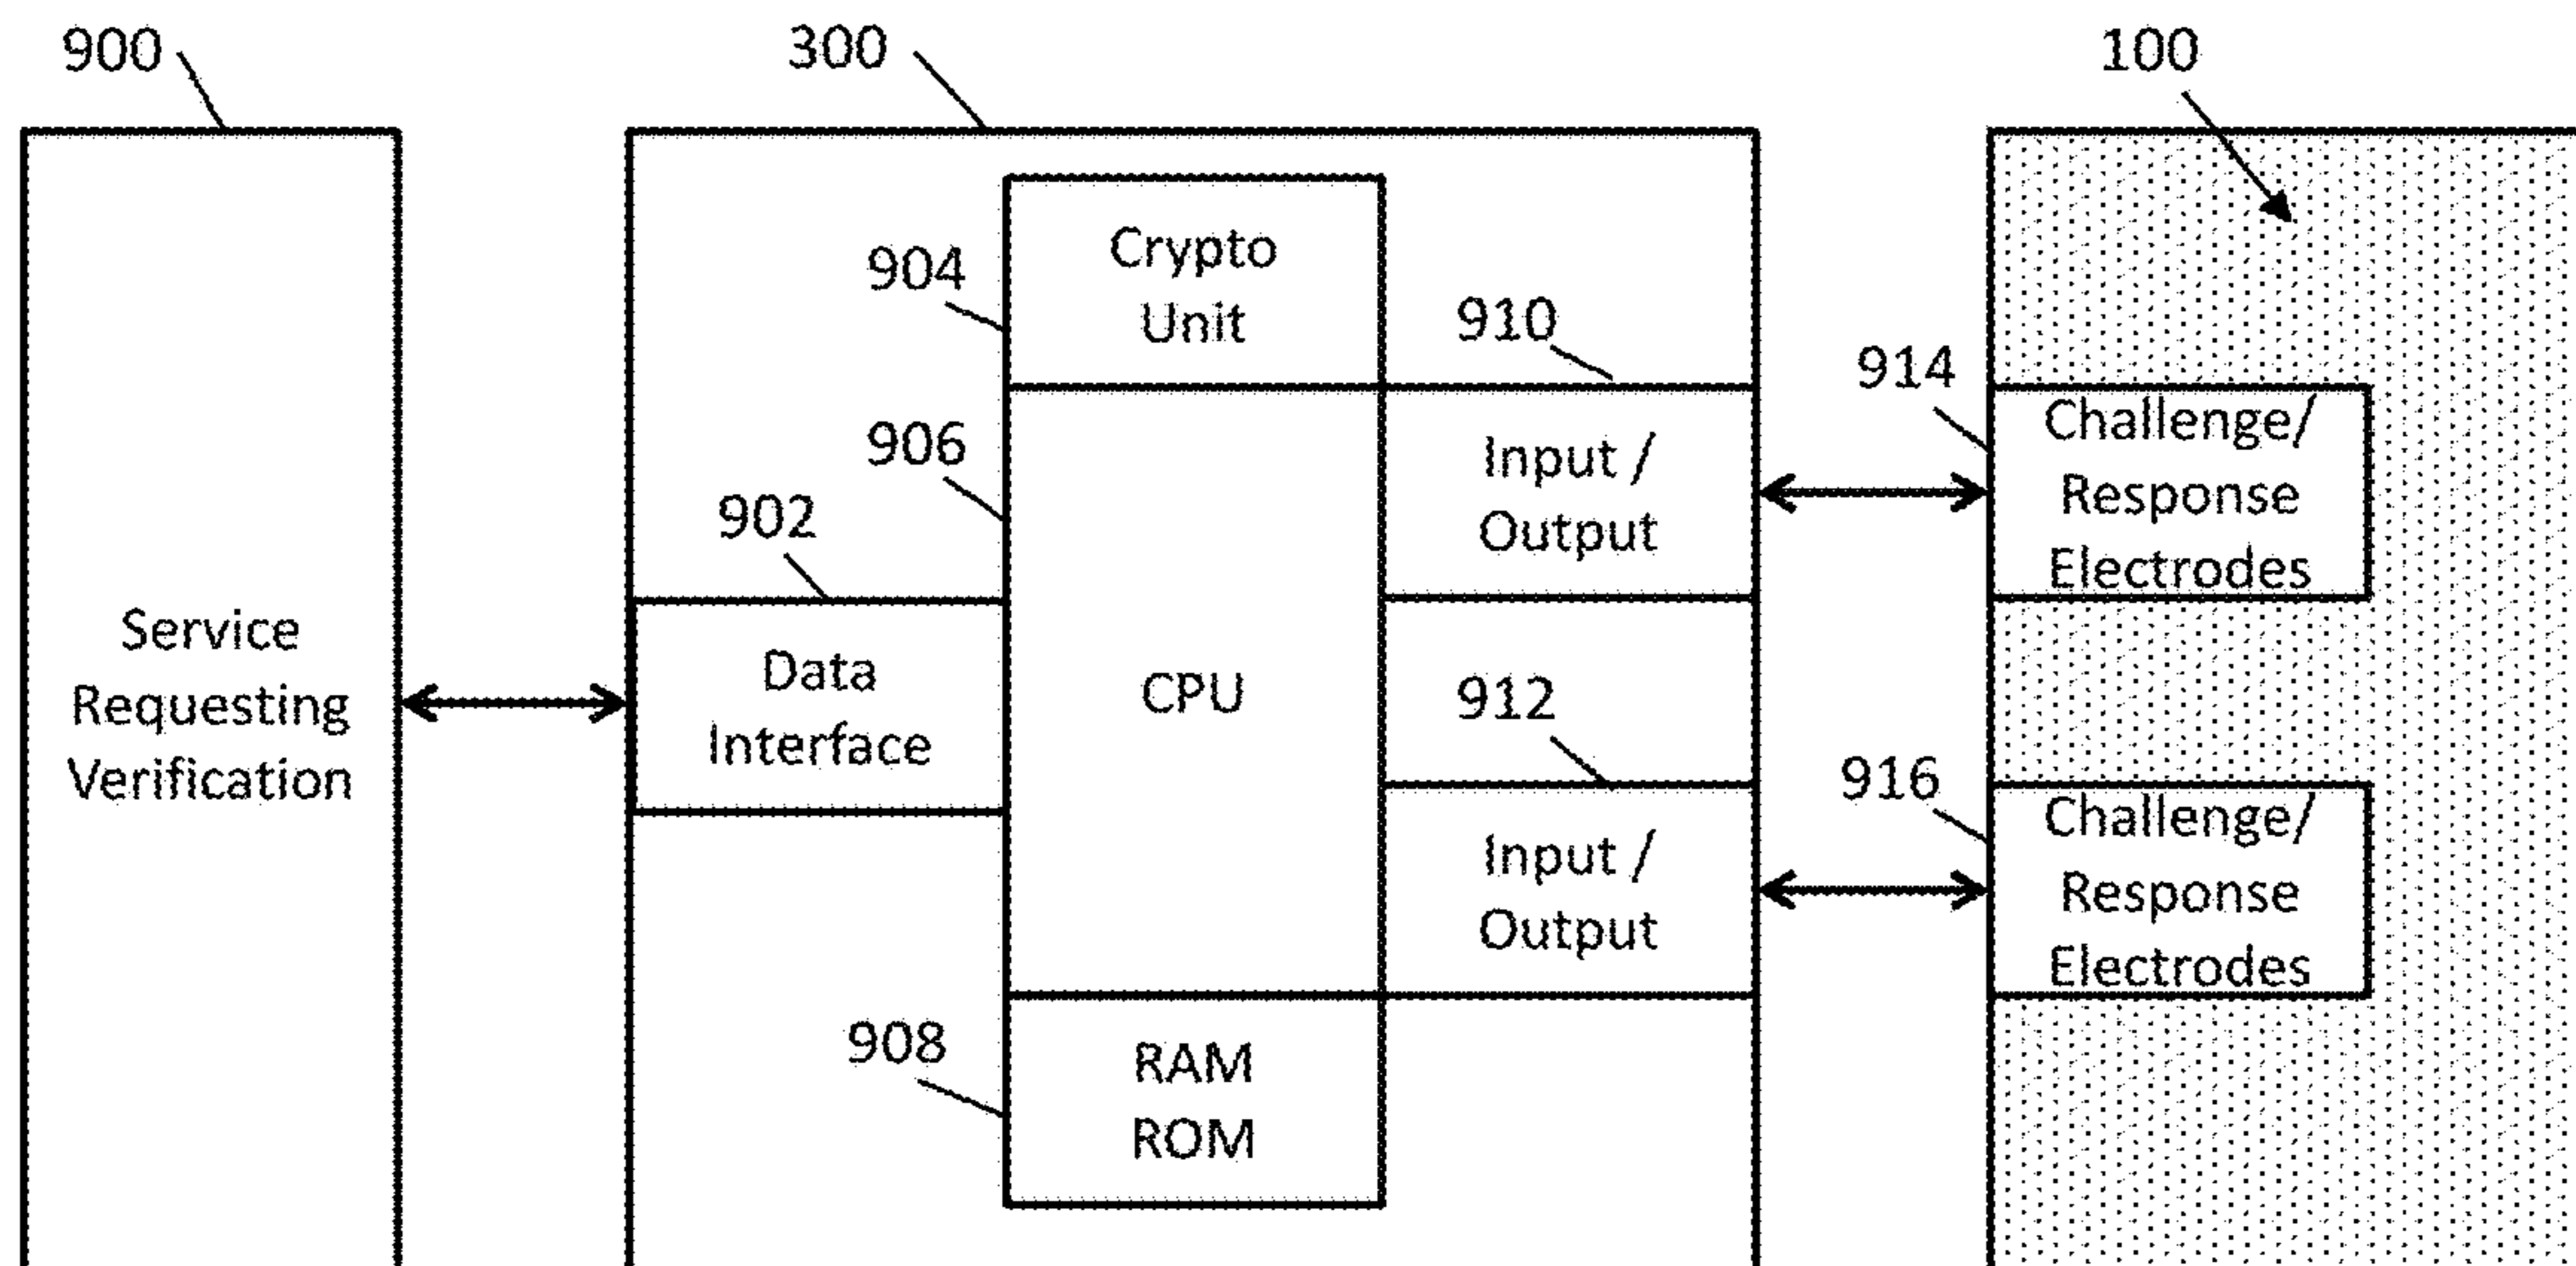 900
300
100
Crypto
Unit
904
910
914
Challenge/
Response
Electrodes
906
Input /
Output
902
Service
Requesting
Verification
Data
Interface
CPU
912
916
Challenge/
Response
Electrodes
Input /
Output
908
RAM
ROM